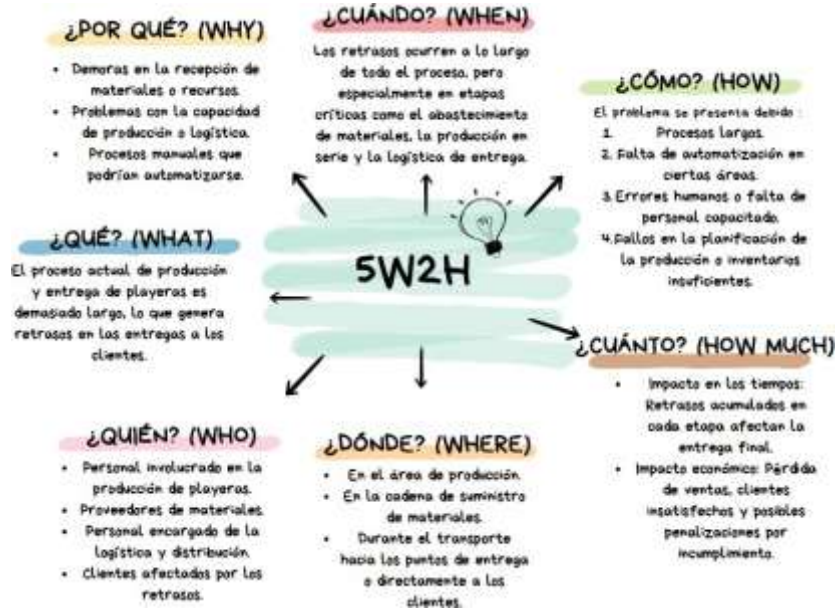 ¿POR QUÉ? (WHY)
• Demoras en la recepción de
materiales o recursos.
• Problemas con la capacidad
de producción o logística.
• Procesos manuales que
podrían automatizarse.
¿CUÁNDO? (WHEN)
Los retrasos ocurren a lo largo
de todo el proceso, pero
especialmente en etapas
críticas como el abastecimiento
de materiales, la producción en
serie y la logística de entrega.
¿CÓMO? (HOW)
El problema se presenta debido :
1. Procesos largos.
2. Falta de automatización en
ciertas áreas.
3. Errores humanos o falta de
personal capacitado.
4. Fallos en la planificación de
la producción o inventarios
insuficientes.
¿QUÉ? (WHAT)
El proceso actual de producción
y entrega de playeras es
demasiado largo, lo que genera
retrasos en las entregas a los
clientes.
5W2H
¿CUÁNTO? (HOW MUCH)
• Impacto en los tiempos:
Retrasos acumulados en
cada etapa afectan la
entrega final.
• Impacto económico: Pérdida
de ventas, clientes
insatisfechos y posibles
penalizaciones por
incumplimiento.
¿QUIÉN? (WHO)
• Personal involucrado en la
producción de playeras.
• Proveedores de materiales.
• Personal encargado de la
logística y distribución.
• Clientes afectados por los
retrasos.
¿DÓNDE? (WHERE)
• En el área de producción.
• En la cadena de suministro
de materiales.
• Durante el transporte
hacia los puntos de entrega
o directamente a los
clientes.